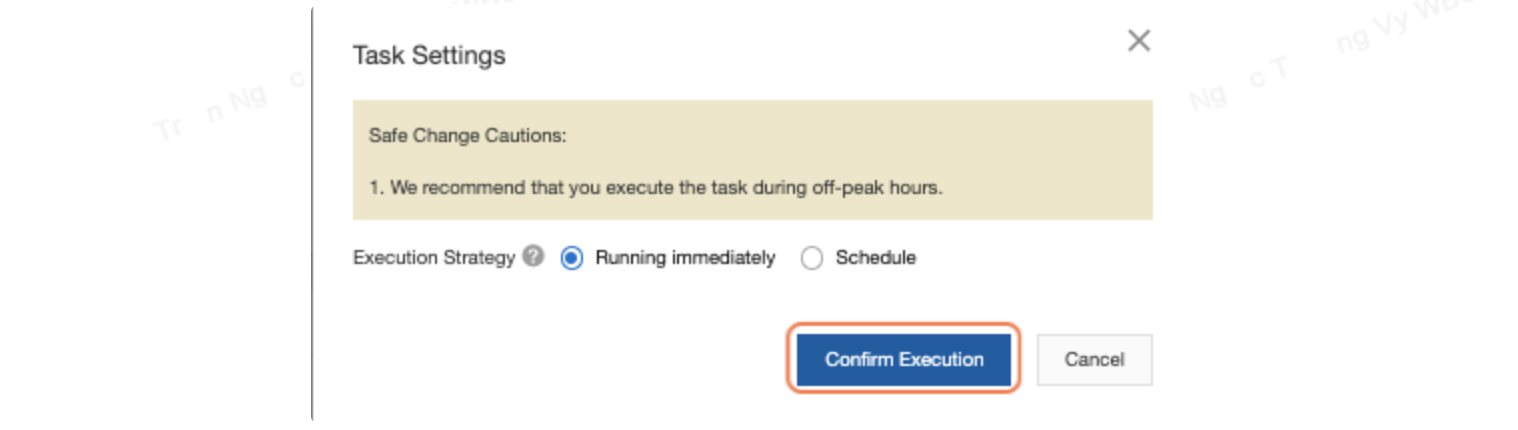 Task Settings
Safe Change Cautions:
1. We recommend that you execute the task during off-peak hours.
Execution Strategy ? Running immediately Schedule
Confirm Execution Cancel
Tr n Ng c
Ng c T ng Vy